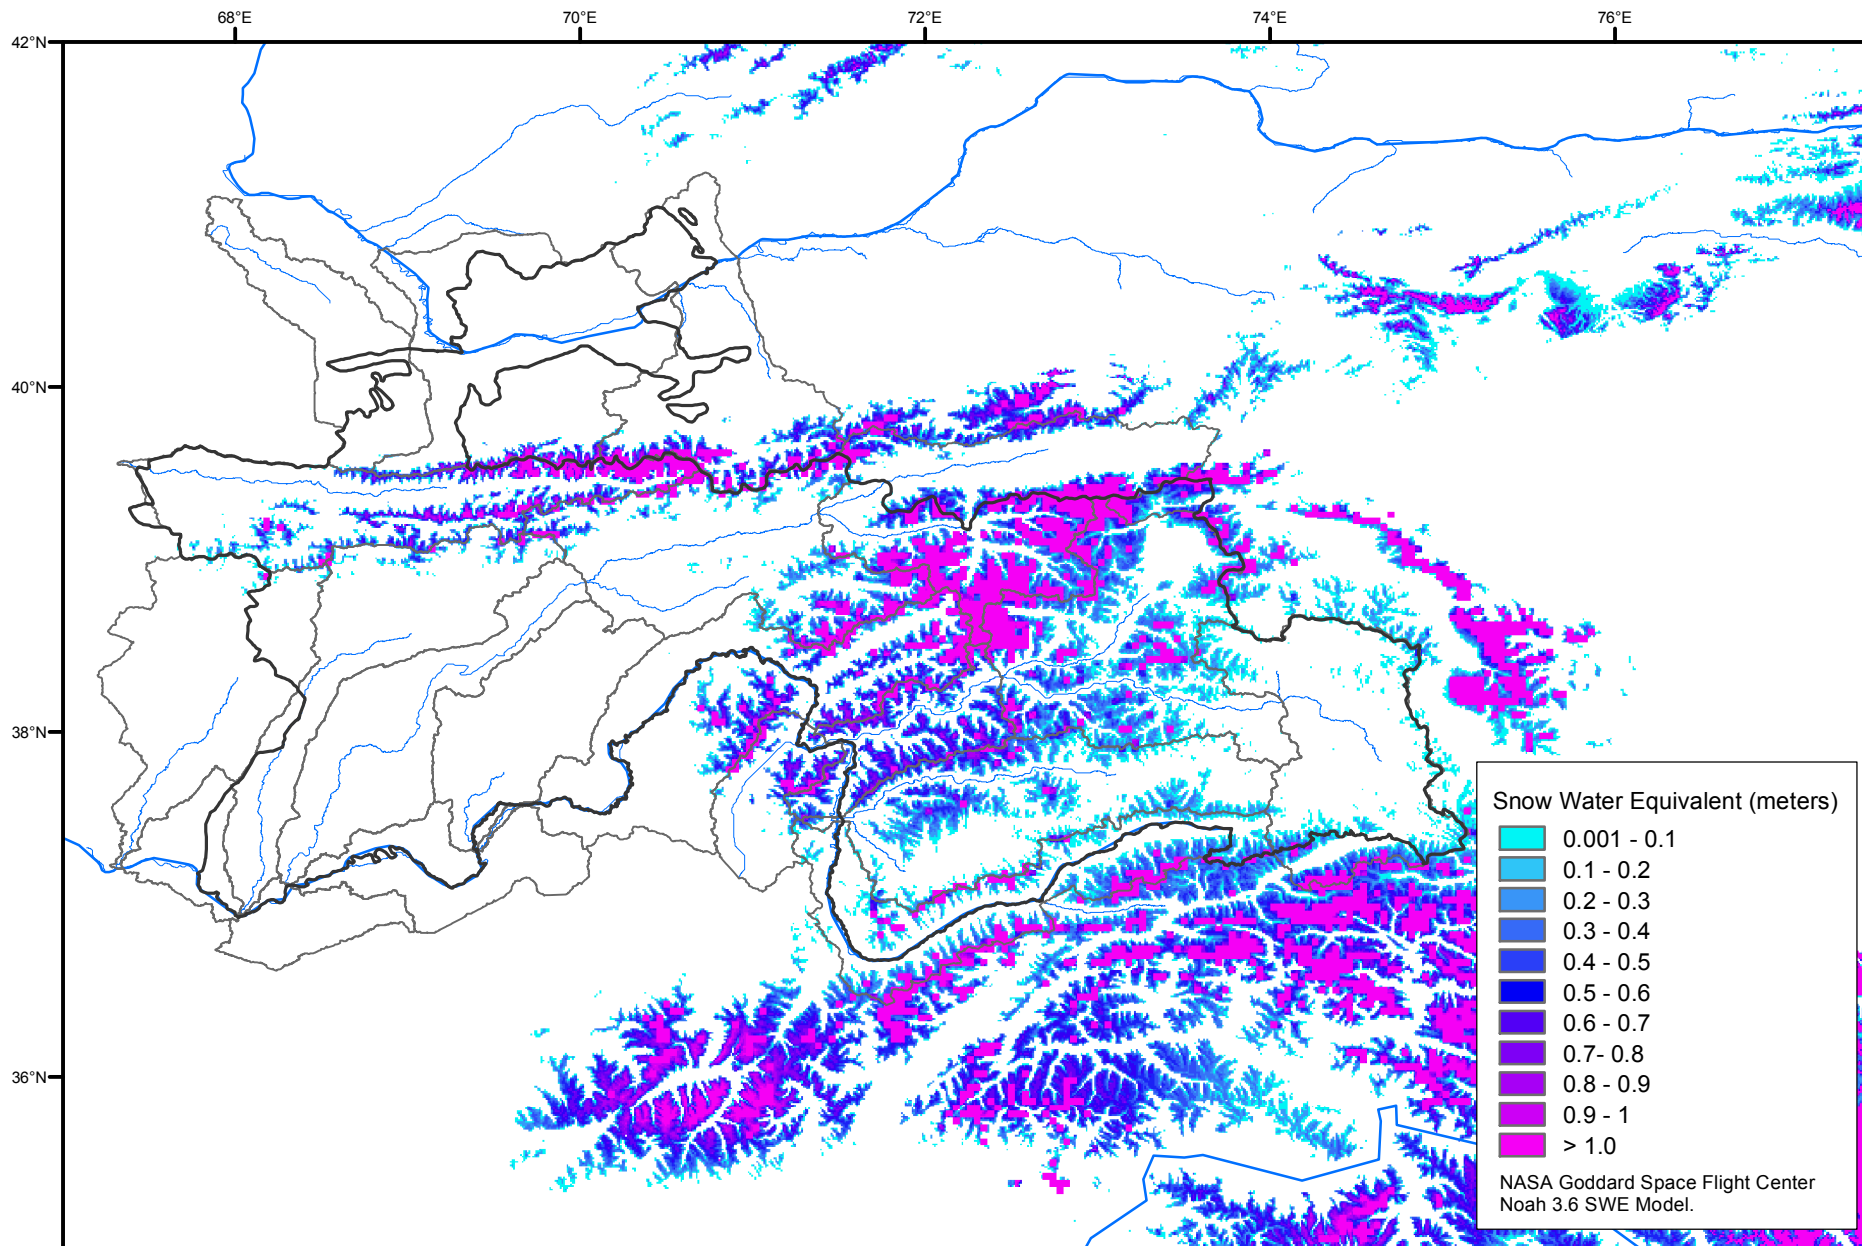 68°E
70°E
72°E
74°E
76°E
42°N
40°N
38°N
36°N
Snow Water Equivalent (meters)
0.001 - 0.1
0.1 - 0.2
0.2 - 0.3
0.3 - 0.4
0.4 - 0.5
0.5 - 0.6
0.6 - 0.7
0.7- 0.8
0.8 - 0.9
0.9 - 1
> 1.0
NASA Goddard Space Flight Center
Noah 3.6 SWE Model.